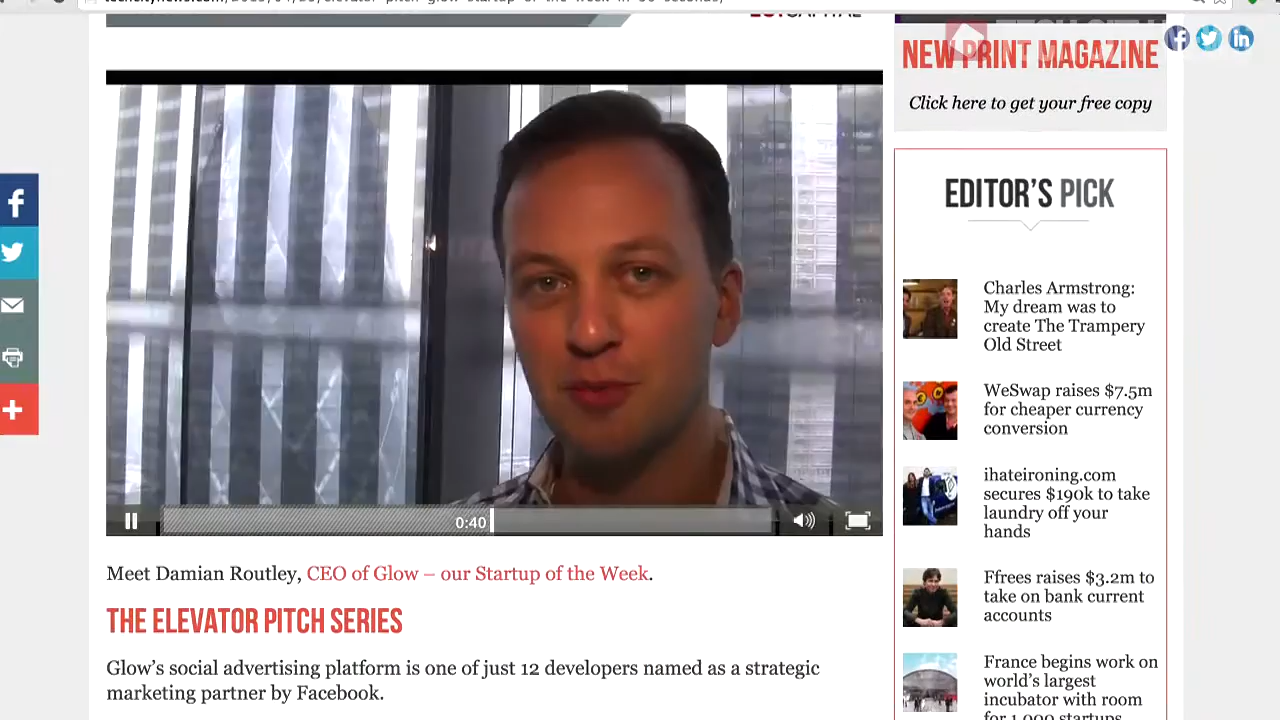 NEW PRINT MAGAZINE
Click here to get your free copy
EDITOR'S PICK
Charles Armstrong:
My dream was to
create The Trampery
Old Street
WeSwap raises $7.5m
for cheaper currency
conversion
ihateironing.com
secures $190k to take
laundry off your
hands
Ffrees raises $3.2m to
take on bank current
accounts
France begins work on
world's largest
incubator with room
for 1,000 startups
0:40
Meet Damian Routley, CEO of Glow – our Startup of the Week.
THE ELEVATOR PITCH SERIES
Glow's social advertising platform is one of just 12 developers named as a strategic
marketing partner by Facebook.